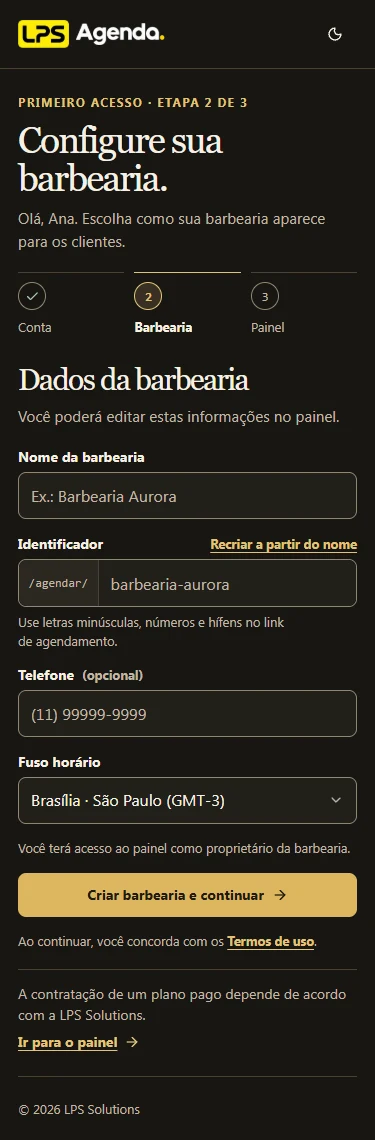 LPS Agenda.
PRIMEIRO ACESSO · ETAPA 2 DE 3
Configure sua
barbearia.
Olá, Ana. Escolha como sua barbearia aparece
para os clientes.
2
3
Conta
Barbearia
Painel
Dados da barbearia
Você poderá editar estas informações no painel.
Nome da barbearia
Ex.: Barbearia Aurora
Identificador
Recriar a partir do nome
/agendar/
barbearia-aurora
Use letras minúsculas, números e hífens no link
de agendamento.
Telefone (opcional)
(11) 99999-9999
Fuso horário
Brasília · São Paulo (GMT-3)
Você terá acesso ao painel como proprietário da barbearia.
Criar barbearia e continuar →
Ao continuar, você concorda com os Termos de uso.
A contratação de um plano pago depende de acordo
com a LPS Solutions.
Ir para o painel →
© 2026 LPS Solutions